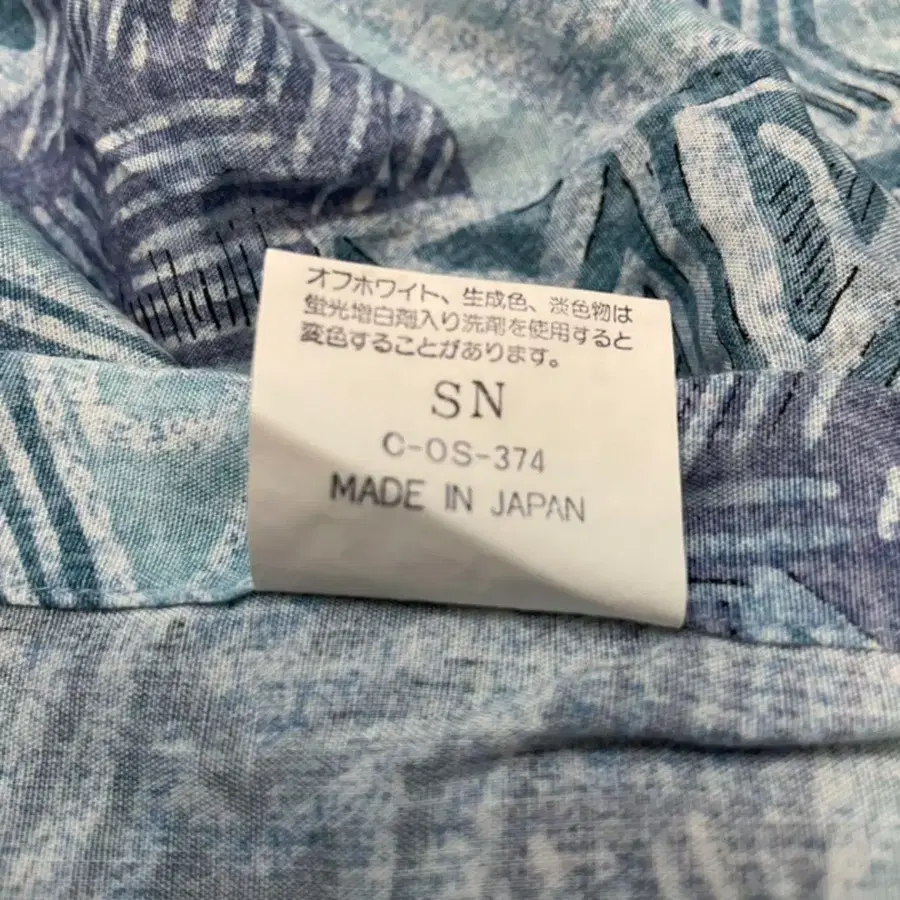 オフホワイト、生成色、淡色物は
蛍光増白剤入り洗剤を使用すると
変色することがあります。
SN
C-OS-374
MADE IN JAPAN